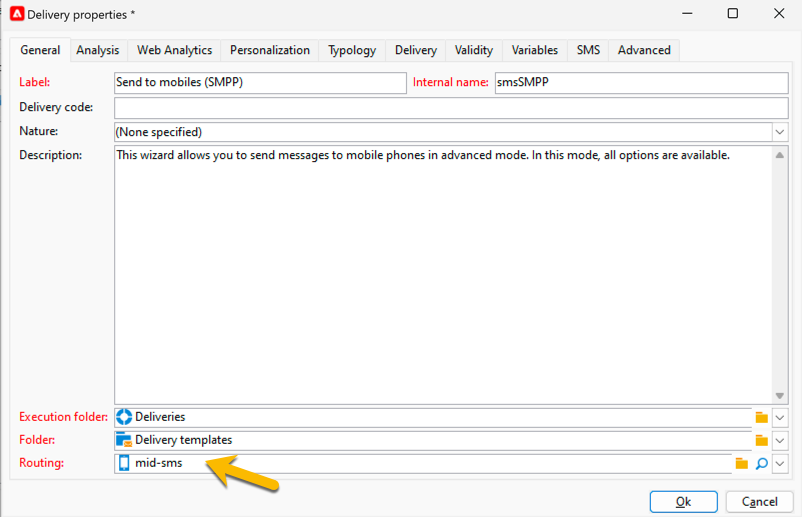 Delivery properties *
General Analysis Web Analytics Personalization Typology Delivery Validity Variables SMS Advanced
Label: Send to mobiles (SMPP) Internal name: smsSMPP
Delivery code:
Nature: (None specified)
Description: This wizard allows you to send messages to mobile phones in advanced mode. In this mode, all options are available.
Execution folder: Deliveries
Folder: Delivery templates
Routing: mid-sms
Ok Cancel